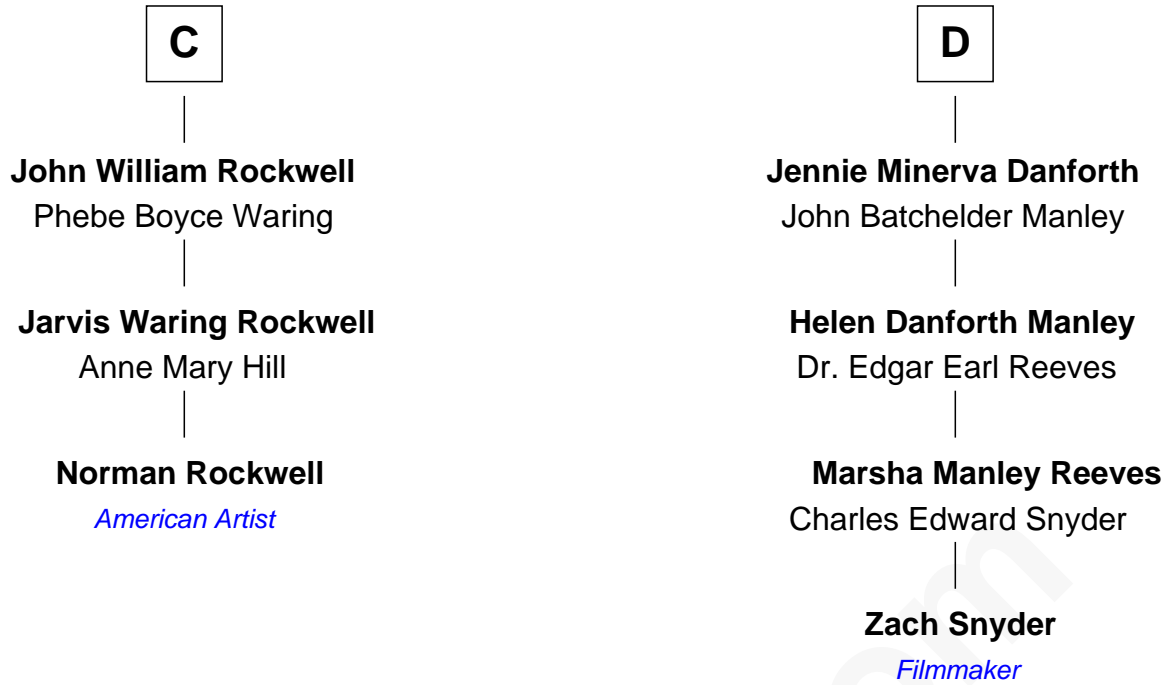 C
John William Rockwell
Phebe Boyce Waring
Jarvis Waring Rockwell
Anne Mary Hill
Norman Rockwell
American Artist
D
Jennie Minerva Danforth
John Batchelder Manley
Helen Danforth Manley
Dr. Edgar Earl Reeves
Marsha Manley Reeves
Charles Edward Snyder
Zach Snyder
Filmmaker